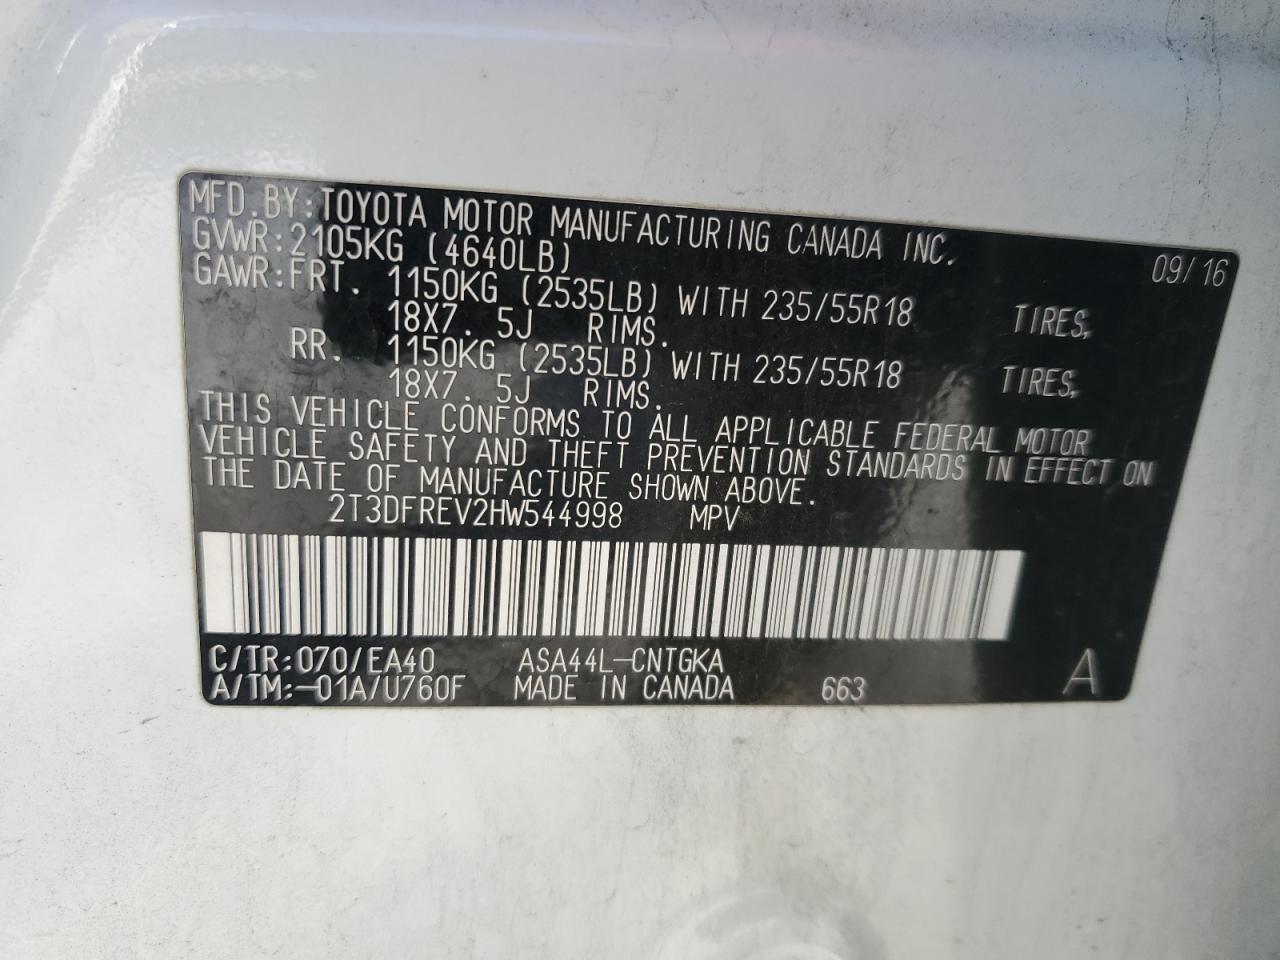 MFD.BY:TOYOTA MOTOR MANUFACTURING CANADA INC. 09/16
GVWR:2105KG (4640LB)
GAWR:FRT. 1150KG (2535LB) WITH 235/55R18 TIRES,
18X7. 5J RIMS.
RR. 1150KG (2535LB) WITH 235/55R18 TIRES,
18X7. 5J RIMS.
THIS VEHICLE CONFORMS TO ALL APPLICABLE FEDERAL MOTOR
VEHICLE SAFETY AND THEFT PREVENTION STANDARDS IN EFFECT ON
THE DATE OF MANUFACTURE SHOWN ABOVE.
2T3DFREV2HW544998 MPV
C/TR:070/EA40 ASA44L-CNTGKA A
A/TM:-01A/U760F MADE IN CANADA 663